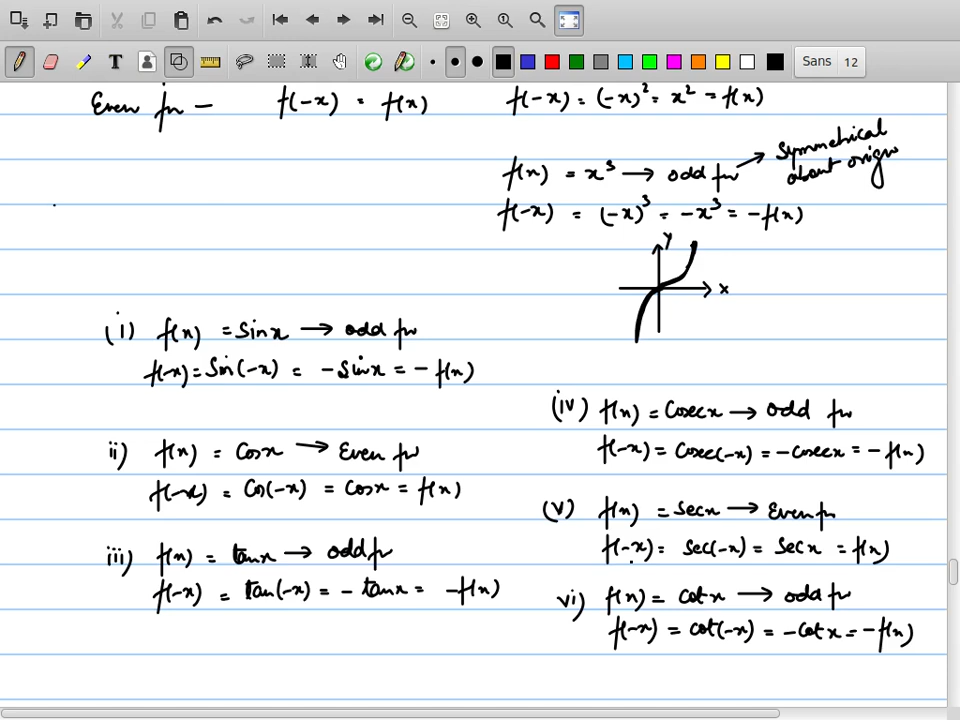 Sans 12
Even fn — f(-x) = f(x)
f(-x) = (-x)² = x² = f(x)
f(x) = x³ → odd fn → Symmetrical about origin
f(-x) = (-x)³ = -x³ = -f(x)
Y
X
(i) f(x) = Sinx → odd fn
f(-x) = Sin(-x) = -Sinx = -f(x)
ii) f(x) = Cosx → Even fn
f(-x) = Cos(-x) = Cosx = f(x)
iii) f(x) = tanx → odd fn
f(-x) = tan(-x) = -tanx = -f(x)
(iv) f(x) = Cosecx → odd fn
f(-x) = Cosec(-x) = -cosecx = -f(x)
(v) f(x) = Secx → Even fn
f(-x) = Sec(-x) = Secx = f(x)
vi) f(x) = cotx → odd fn
f(-x) = cot(-x) = -cotx = -f(x)